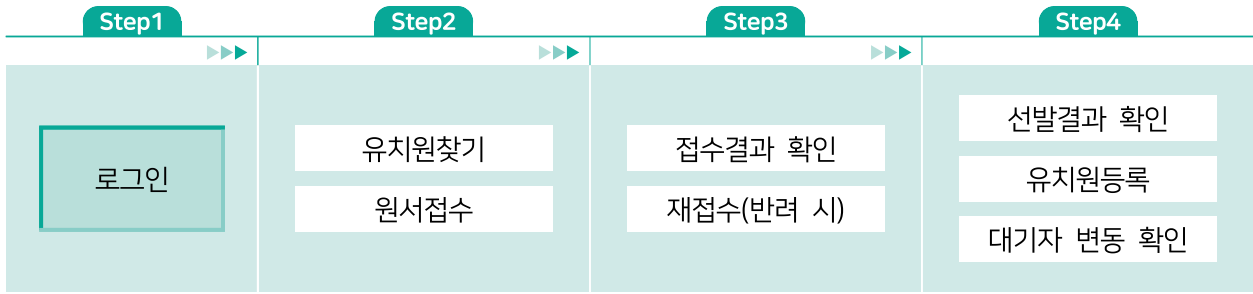 Step1
Step2
Step3
Step4
로그인
유치원찾기
원서접수
접수결과 확인
재접수(반려 시)
선발결과 확인
유치원등록
대기자 변동 확인